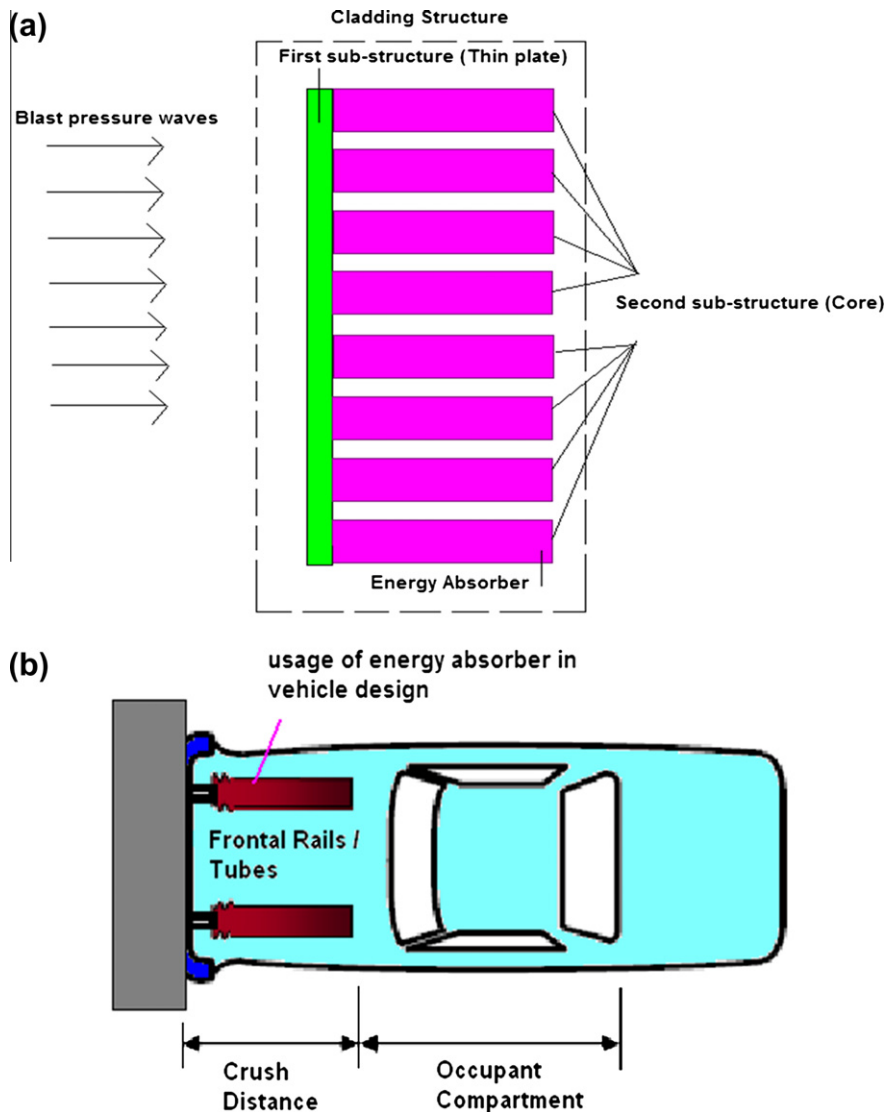 (a)
Cladding Structure
First sub-structure (Thin plate)
Blast pressure waves
Second sub-structure (Core)
Energy Absorber
(b)
usage of energy absorber in
vehicle design
Frontal Rails /
Tubes
Crush
Distance
Occupant
Compartment